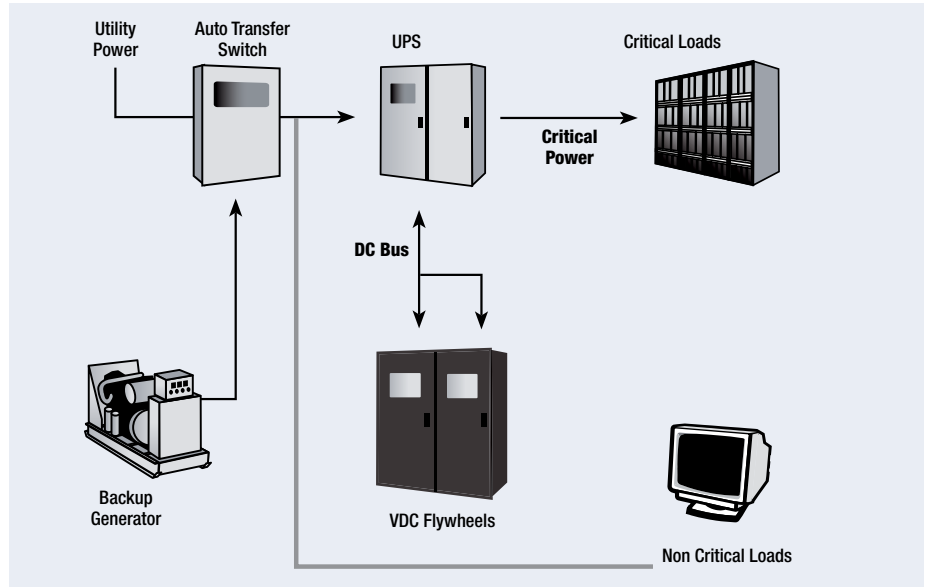 Utility
Power
Auto Transfer
Switch
UPS
Critical Loads
Critical
Power
DC Bus
Backup
Generator
VDC Flywheels
Non Critical Loads